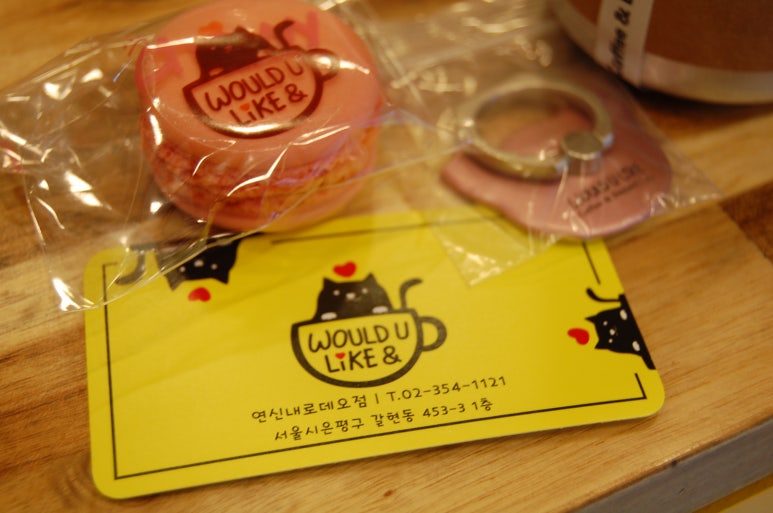 WOULD U
LiKE &
Coffee &
WOULD U
LiKE &
연신내로데오점 | T.02-354-1121
서울시은평구 갈현동 453-3 1층